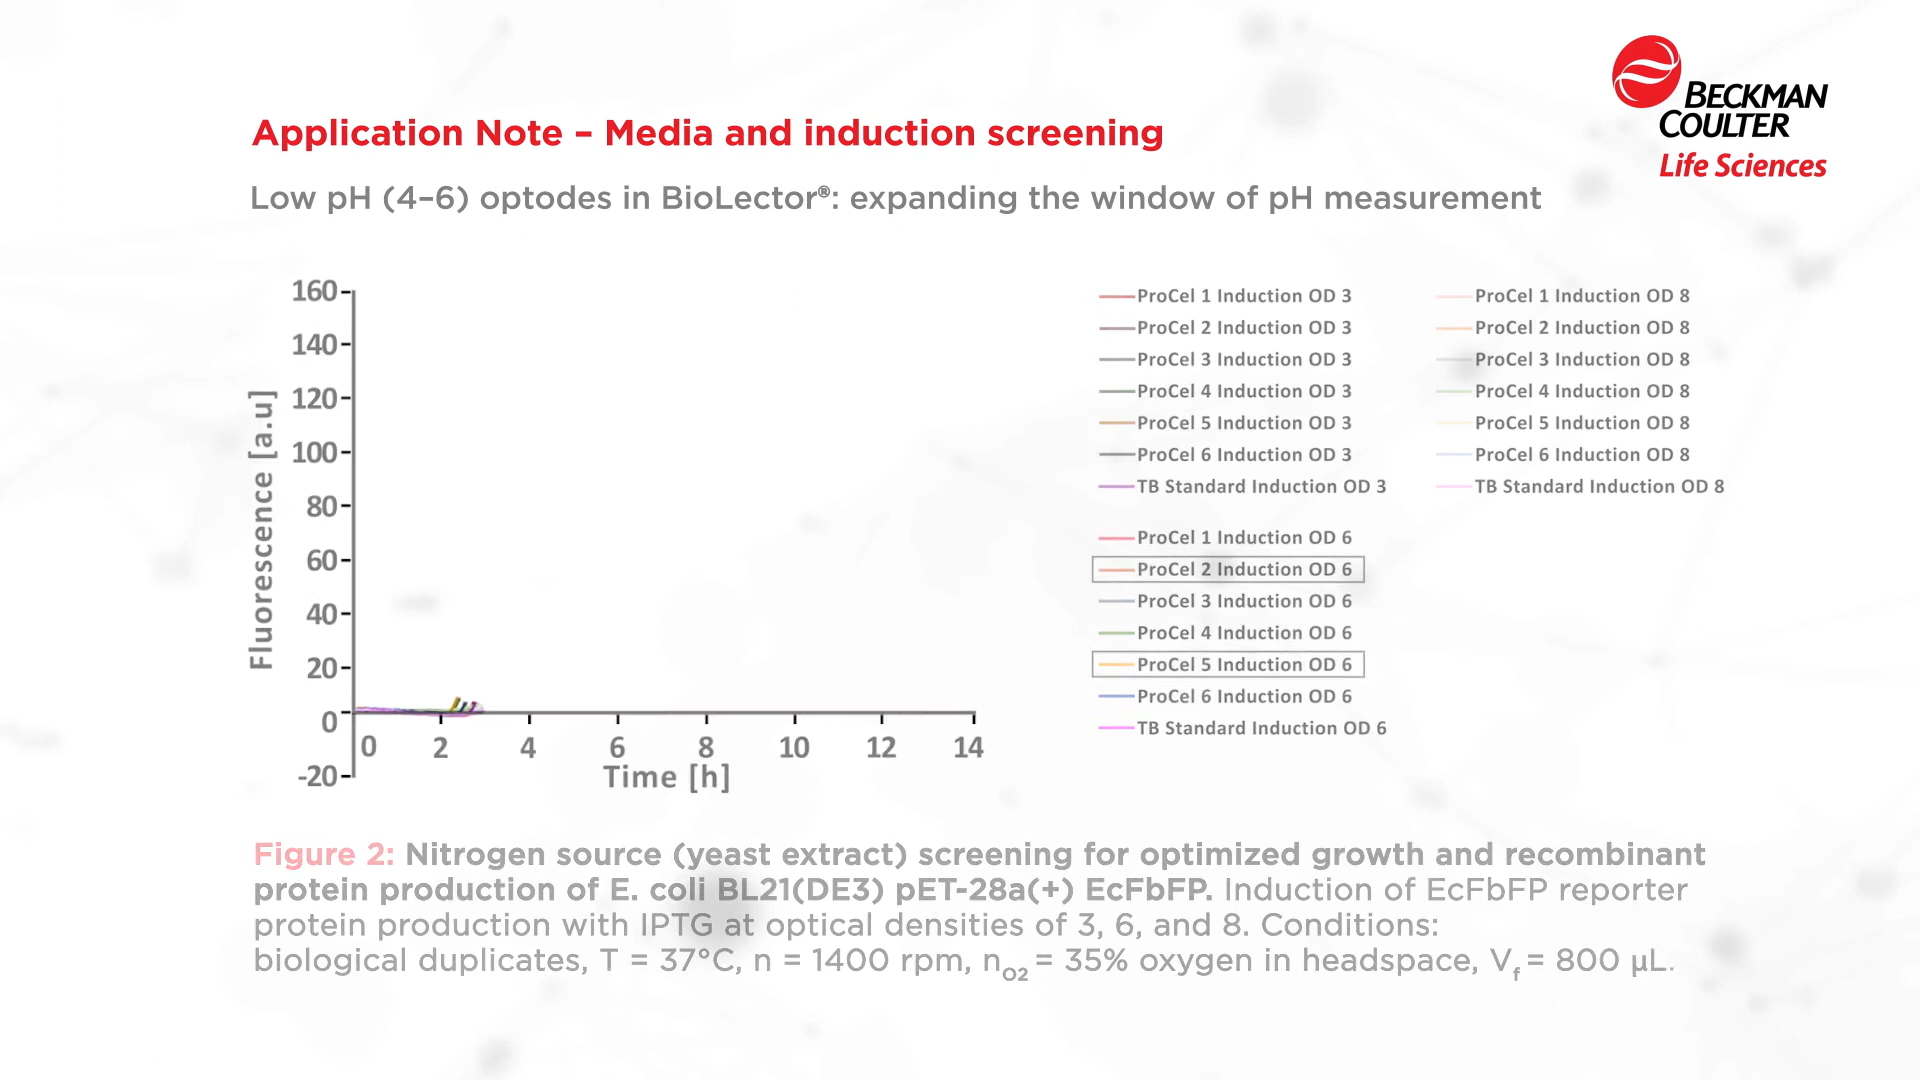 BECKMAN
COULTER
Life Sciences
Application Note – Media and induction screening
Low pH (4–6) optodes in BioLector®: expanding the window of pH measurement
Fluorescence [a.u]
160
140
120
100
80
60
40
20
0
-20
0 2 4 6 8 10 12 14
Time [h]
ProCel 1 Induction OD 3
ProCel 2 Induction OD 3
ProCel 3 Induction OD 3
ProCel 4 Induction OD 3
ProCel 5 Induction OD 3
ProCel 6 Induction OD 3
TB Standard Induction OD 3
ProCel 1 Induction OD 8
ProCel 2 Induction OD 8
ProCel 3 Induction OD 8
ProCel 4 Induction OD 8
ProCel 5 Induction OD 8
ProCel 6 Induction OD 8
TB Standard Induction OD 8
ProCel 1 Induction OD 6
ProCel 2 Induction OD 6
ProCel 3 Induction OD 6
ProCel 4 Induction OD 6
ProCel 5 Induction OD 6
ProCel 6 Induction OD 6
TB Standard Induction OD 6
Figure 2: Nitrogen source (yeast extract) screening for optimized growth and recombinant
protein production of E. coli BL21(DE3) pET-28a(+) EcFbFP. Induction of EcFbFP reporter
protein production with IPTG at optical densities of 3, 6, and 8. Conditions:
biological duplicates, T = 37°C, n = 1400 rpm, nO2 = 35% oxygen in headspace, Vf = 800 µL.